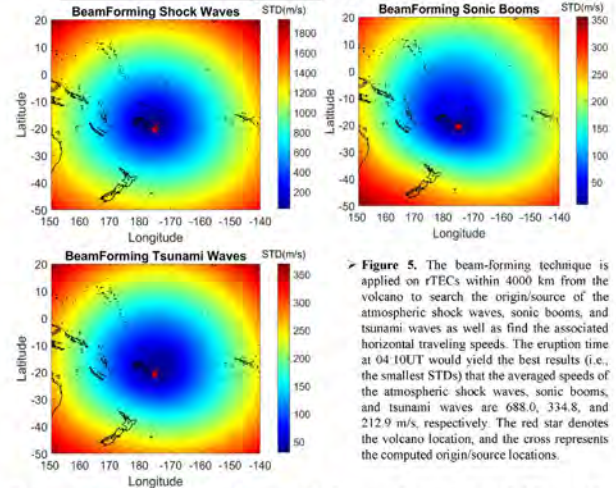 BeamForming Shock Waves
STD(m/s)
20
10
0
-10
-20
-30
-40
-50
Latitude
150 160 170 180 -170 -160 -150 -140
Longitude
1800
1600
1400
1200
1000
800
600
400
200
BeamForming Sonic Booms
STD(m/s)
20
10
0
-10
-20
-30
-40
-50
Latitude
150 160 170 180 -170 -160 -150 -140
Longitude
350
300
250
200
150
100
50
BeamForming Tsunami Waves
STD(m/s)
20
10
0
-10
-20
-30
-40
-50
Latitude
150 160 170 180 -170 -160 -150 -140
Longitude
350
300
250
200
150
100
50
➢ Figure 5. The beam-forming technique is
applied on rTECs within 4000 km from the
volcano to search the origin/source of the
atmospheric shock waves, sonic booms, and
tsunami waves as well as find the associated
horizontal traveling speeds. The eruption time
at 04:10UT would yield the best results (i.e.,
the smallest STDs) that the averaged speeds of
the atmospheric shock waves, sonic booms,
and tsunami waves are 688.0, 334.8, and
212.9 m/s, respectively. The red star denotes
the volcano location, and the cross represents
the computed origin/source locations.